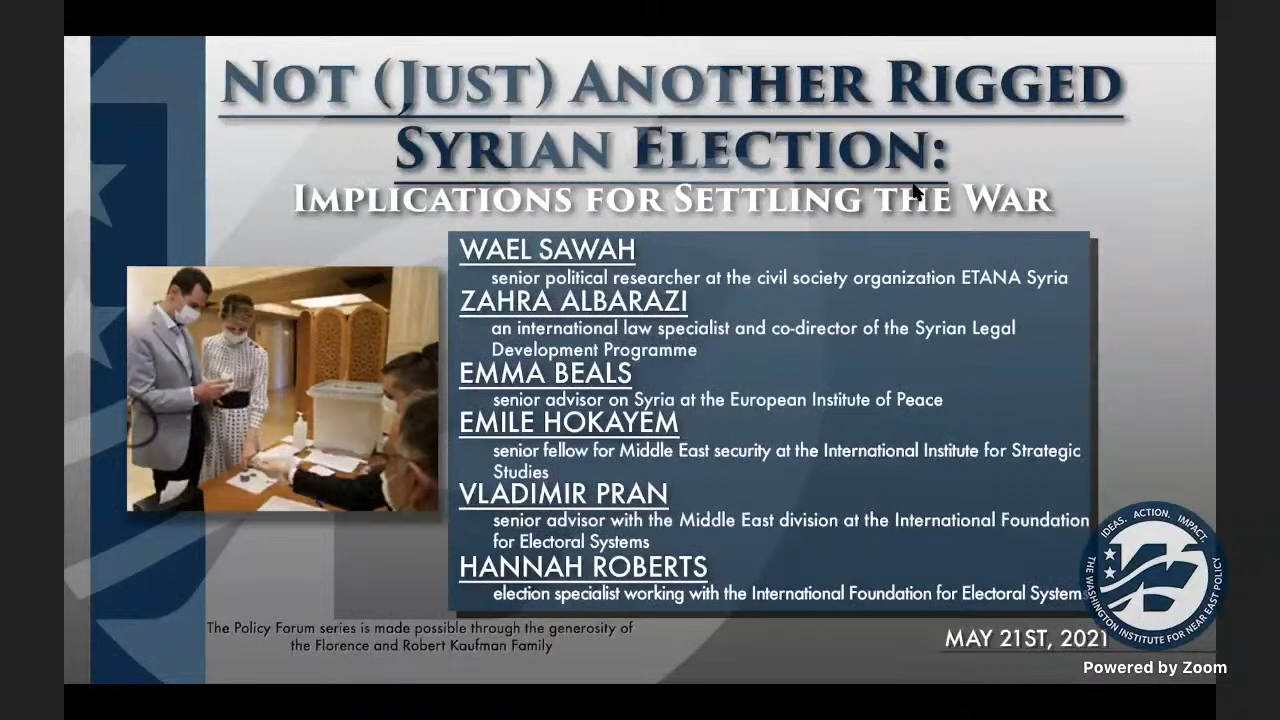 Not (Just) Another Rigged
Syrian Election:
Implications for Settling the War
WAEL SAWAH
senior political researcher at the civil society organization ETANA Syria
ZAHRA ALBARAZI
an international law specialist and co-director of the Syrian Legal
Development Programme
EMMA BEALS
senior advisor on Syria at the European Institute of Peace
EMILE HOKAYEM
senior fellow for Middle East security at the International Institute for Strategic
Studies
VLADIMIR PRAN
senior advisor with the Middle East division at the International Foundation
for Electoral Systems
HANNAH ROBERTS
election specialist working with the International Foundation for Electoral System
The Policy Forum series is made possible through the generosity of
the Florence and Robert Kaufman Family
MAY 21ST, 2021
IDEAS. ACTION. IMPACT.
THE WASHINGTON INSTITUTE FOR NEAR EAST POLICY
Powered by Zoom